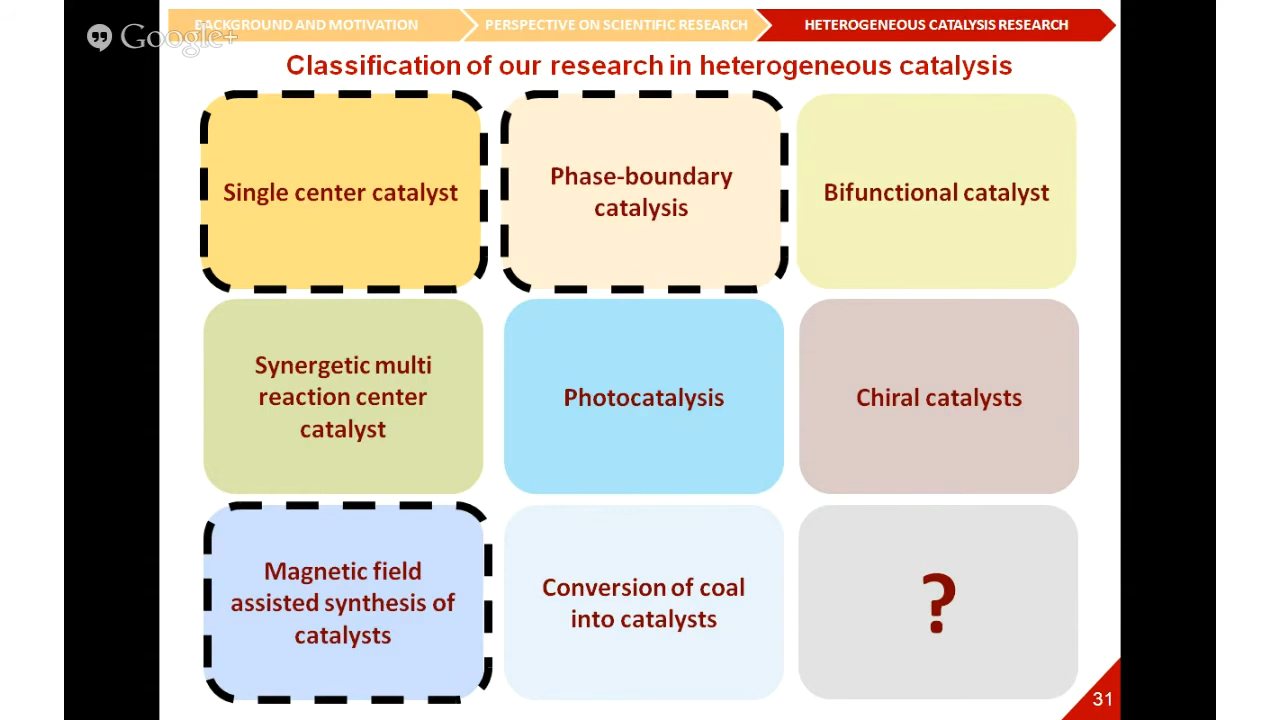 BACKGROUND AND MOTIVATION
PERSPECTIVE ON SCIENTIFIC RESEARCH
HETEROGENEOUS CATALYSIS RESEARCH
Google+
Classification of our research in heterogeneous catalysis
Single center catalyst
Phase-boundary
catalysis
Bifunctional catalyst
Synergetic multi
reaction center
catalyst
Photocatalysis
Chiral catalysts
Magnetic field
assisted synthesis of
catalysts
Conversion of coal
into catalysts
?
31